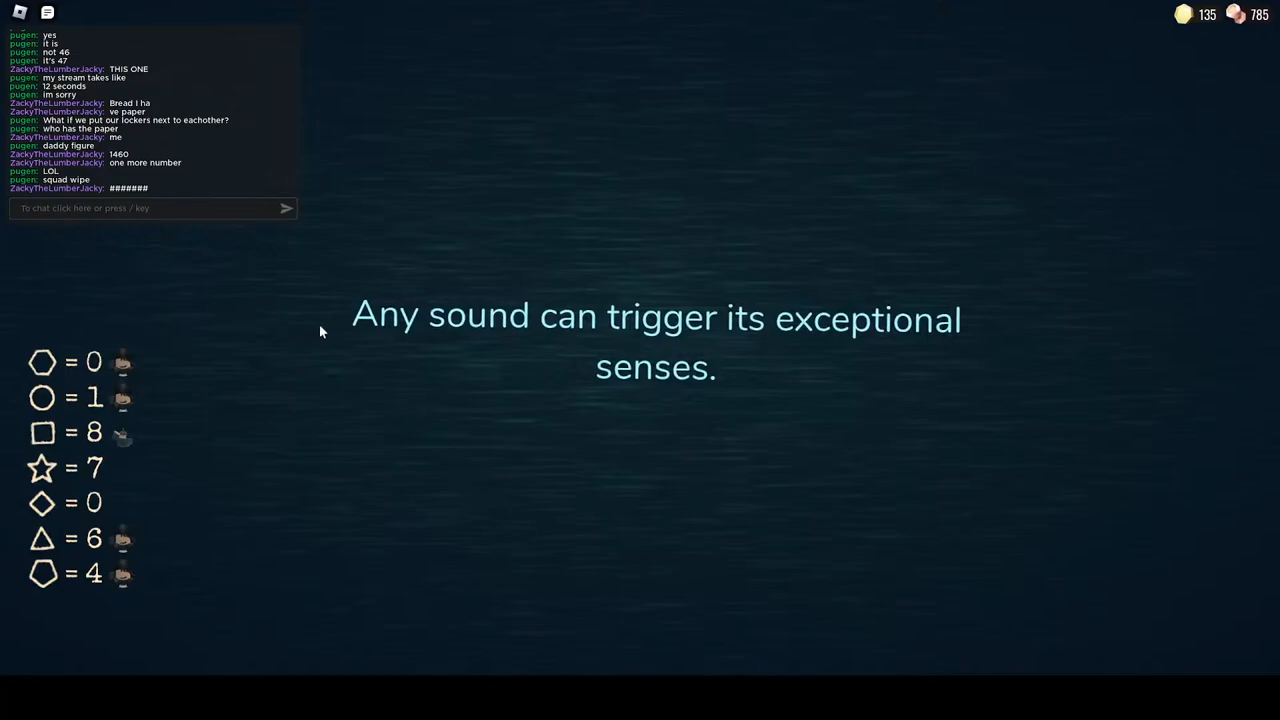 135
785
pugen: yes
pugen: it is
pugen: not 46
pugen: it's 47
ZackyTheLumberJacky: THIS ONE
pugen: my stream takes like
pugen: 12 seconds
pugen: im sorry
ZackyTheLumberJacky: Bread I ha
ZackyTheLumberJacky: ve paper
pugen: What if we put our lockers next to eachother?
pugen: who has the paper
ZackyTheLumberJacky: me
pugen: daddy figure
ZackyTheLumberJacky: 1460
ZackyTheLumberJacky: one more number
pugen: LOL
pugen: squad wipe
ZackyTheLumberJacky: #######
To chat click here or press / key
Any sound can trigger its exceptional
senses.
= 0
= 1
= 8
= 7
= 0
= 6
= 4